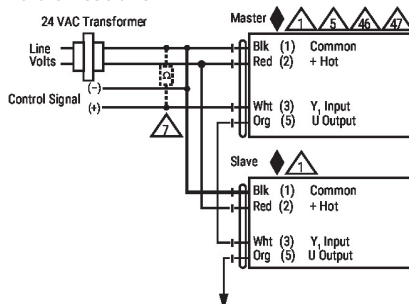 24 VAC Transformer
Line
Volts
Control Signal
(–)
(+)
Ω
7
Master
1
5
46
47
Blk (1) Common
Red (2) + Hot
Wht (3) Y₁ Input
Org (5) U Output
Slave
1
Blk (1) Common
Red (2) + Hot
Wht (3) Y₁ Input
Org (5) U Output